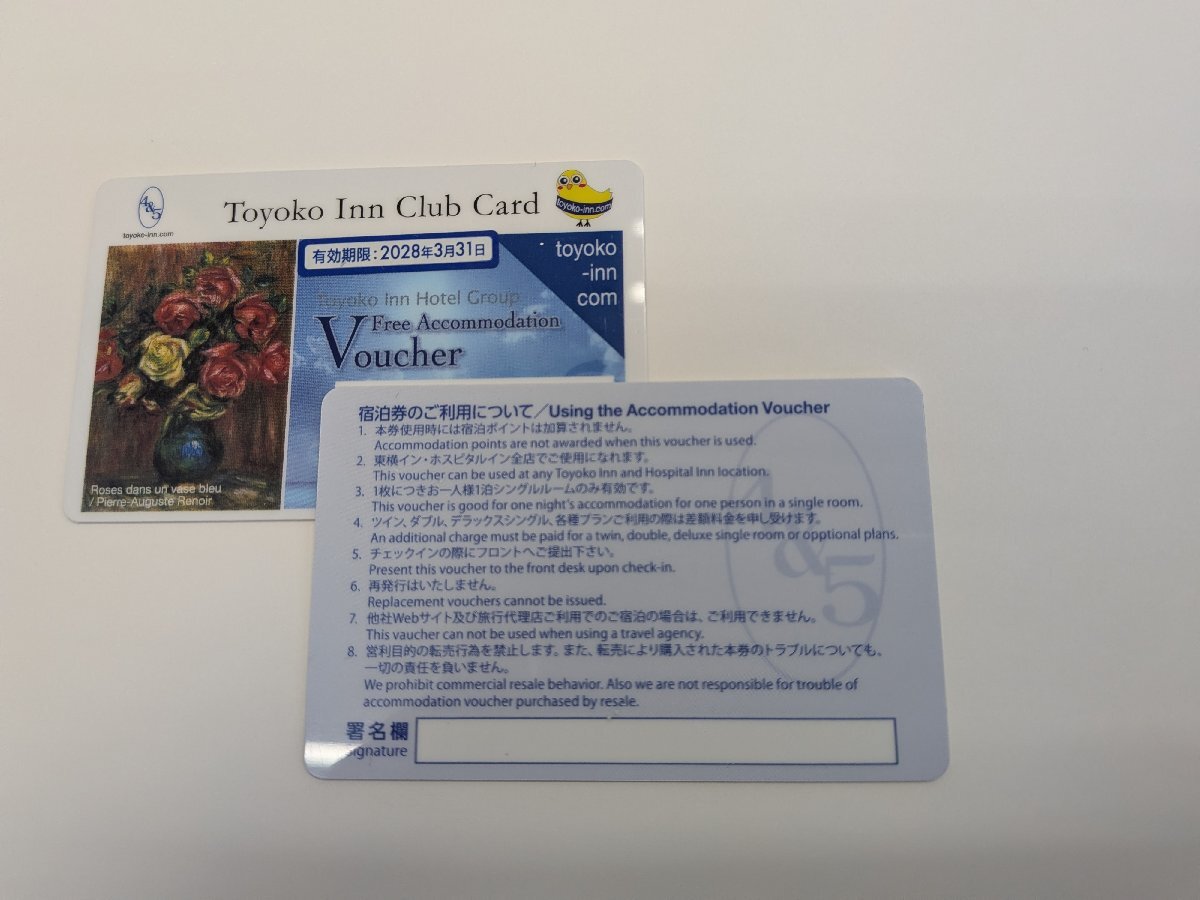 A&5
toyoko-inn.com
Toyoko Inn Club Card
toyoko-inn.com
有効期限：2028年3月31日
toyoko
-inn
com
Toyoko Inn Hotel Group
Free Accommodation
Voucher
Roses dans un vase bleu
/ Pierre-Auguste Renoir
宿泊券のご利用について／Using the Accommodation Voucher
1. 本券使用時には宿泊ポイントは加算されません。
Accommodation points are not awarded when this voucher is used.
2. 東横イン・ホスピタルイン全店でご使用になれます。
This voucher can be used at any Toyoko Inn and Hospital Inn location.
3. 1枚につきお一人様1泊シングルルームのみ有効です。
This voucher is good for one night's accommodation for one person in a single room.
4. ツイン、ダブル、デラックスシングル、各種プランご利用の際は差額料金を申し受けます。
An additional charge must be paid for a twin, double, deluxe single room or opptional plans.
5. チェックインの際にフロントへご提出下さい。
Present this voucher to the front desk upon check-in.
6. 再発行はいたしません。
Replacement vouchers cannot be issued.
7. 他社Webサイト及び旅行代理店ご利用でのご宿泊の場合は、ご利用できません。
This vaucher can not be used when using a travel agency.
8. 営利目的の転売行為を禁止します。また、転売により購入された本券のトラブルについても、
一切の責任を負いません。
We prohibit commercial resale behavior. Also we are not responsible for trouble of
accommodation voucher purchased by resale.
A&5
署名欄
Signature